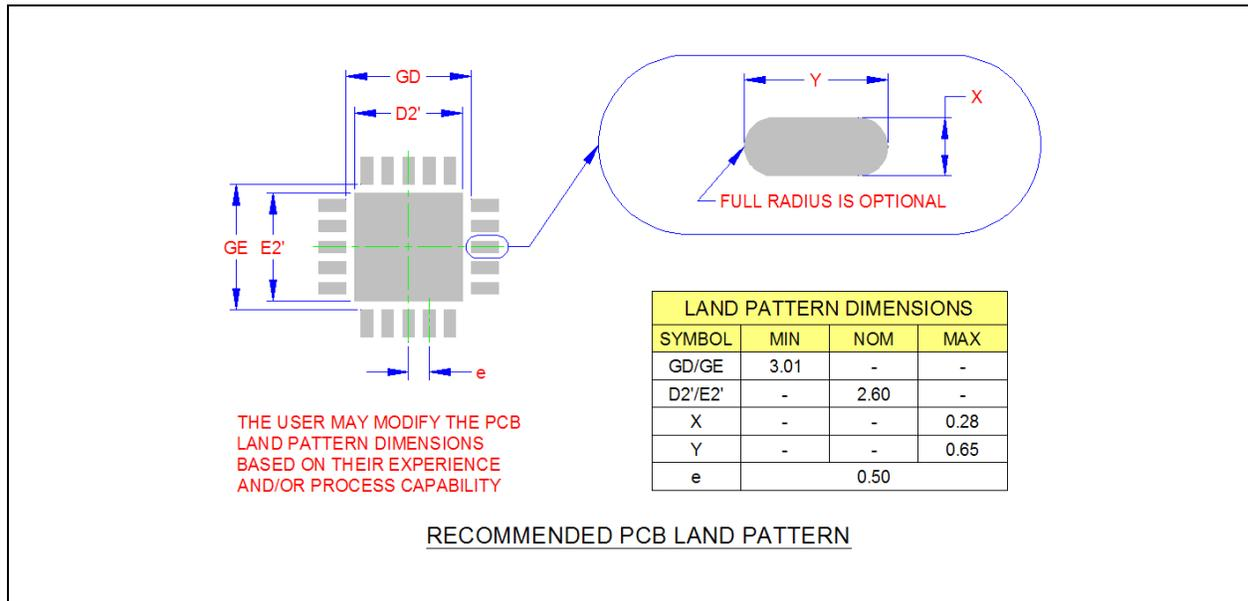 GD
D2'
Y
X
FULL RADIUS IS OPTIONAL
GE E2'
e
LAND PATTERN DIMENSIONS
SYMBOL MIN NOM MAX
GD/GE 3.01 - -
D2'/E2' - 2.60 -
X - - 0.28
Y - - 0.65
e 0.50
THE USER MAY MODIFY THE PCB
LAND PATTERN DIMENSIONS
BASED ON THEIR EXPERIENCE
AND/OR PROCESS CAPABILITY
RECOMMENDED PCB LAND PATTERN